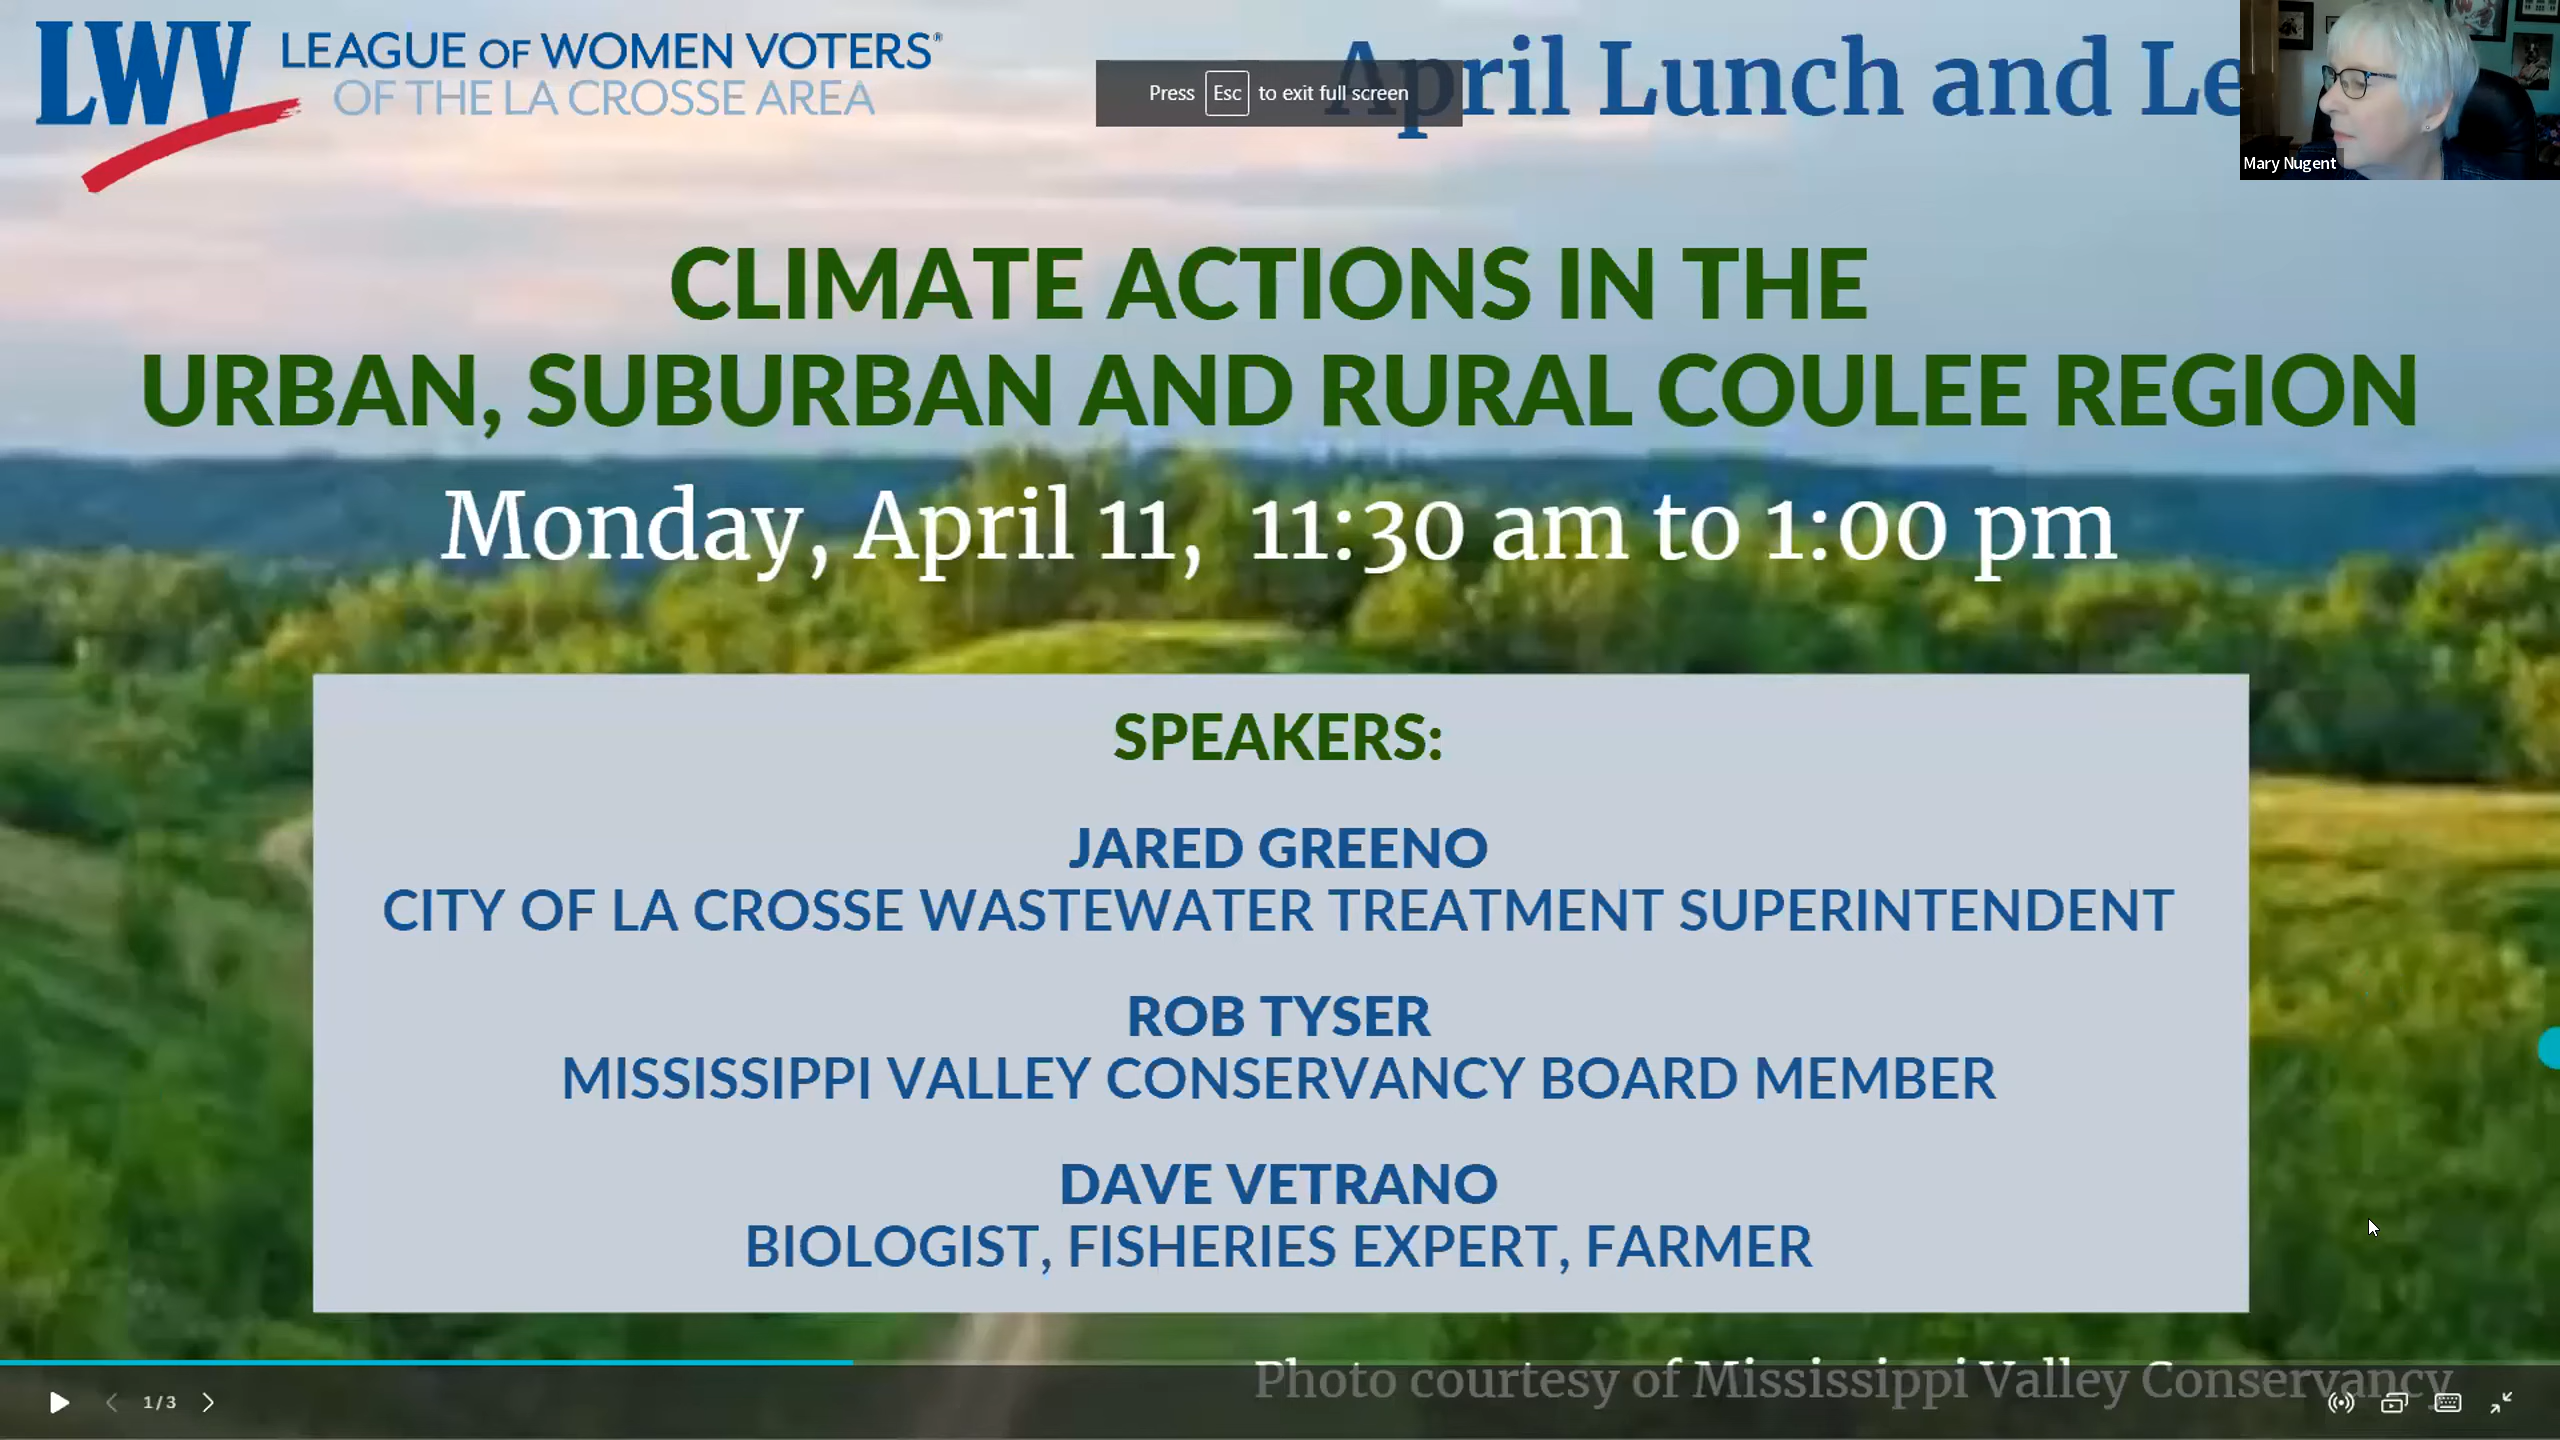 LWV LEAGUE OF WOMEN VOTERS®
OF THE LA CROSSE AREA
April Lunch and Le
Press Esc to exit full screen
Mary Nugent
CLIMATE ACTIONS IN THE
URBAN, SUBURBAN AND RURAL COULEE REGION
Monday, April 11, 11:30 am to 1:00 pm
SPEAKERS:
JARED GREENO
CITY OF LA CROSSE WASTEWATER TREATMENT SUPERINTENDENT
ROB TYSER
MISSISSIPPI VALLEY CONSERVANCY BOARD MEMBER
DAVE VETRANO
BIOLOGIST, FISHERIES EXPERT, FARMER
Photo courtesy of Mississippi Valley Conservancy
1/3